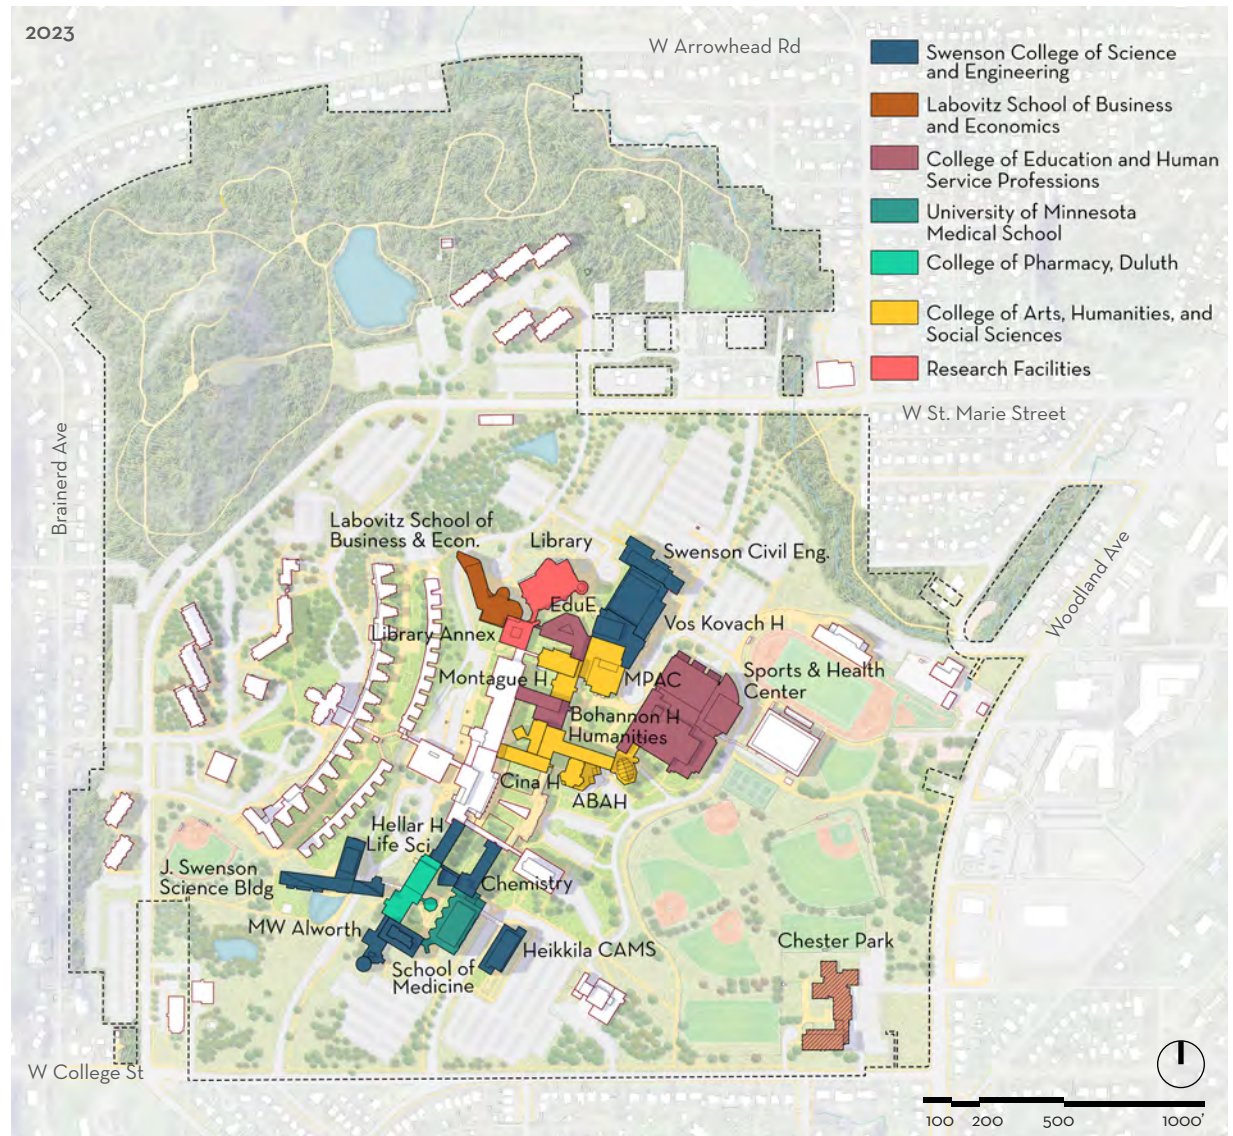 2023
W Arrowhead Rd
Swenson College of Science
and Engineering
Labovitz School of Business
and Economics
College of Education and Human
Service Professions
University of Minnesota
Medical School
College of Pharmacy, Duluth
College of Arts, Humanities, and
Social Sciences
Research Facilities
W St. Marie Street
Brainerd Ave
Woodland Ave
Labovitz School of
Business & Econ.
Library
Swenson Civil Eng.
EduE
Vos Kovach H
Library Annex
Montague H
MPAC
Sports & Health
Center
Bohannon H
Humanities
Cina H
ABAH
Hellar H
Life Sci.
J. Swenson
Science Bldg
Chemistry
MW Alworth
Heikkila CAMS
School of
Medicine
Chester Park
W College St
100 200 500 1000'